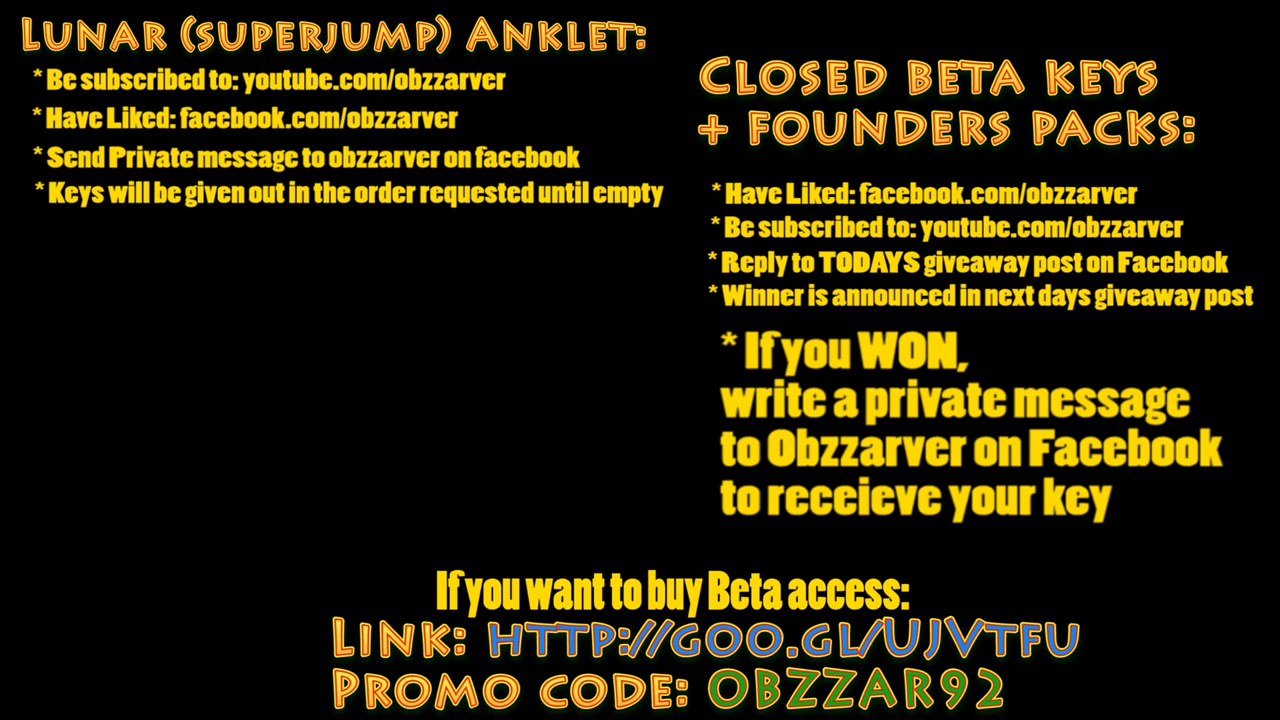 LUNAR (SUPERJUMP) ANKLET:
* Be subscribed to: youtube.com/obzzarver
* Have Liked: facebook.com/obzzarver
* Send Private message to obzzarver on facebook
* Keys will be given out in the order requested until empty
CLOSED BETA KEYS
+ FOUNDERS PACKS:
* Have Liked: facebook.com/obzzarver
* Be subscribed to: youtube.com/obzzarver
* Reply to TODAYS giveaway post on Facebook
* Winner is announced in next days giveaway post
* If you WON,
write a private message
to Obzzarver on Facebook
to receieve your key
If you want to buy Beta access:
LINK: HTTP://GOO.GL/UJVTFU
PROMO CODE: OBZZAR92